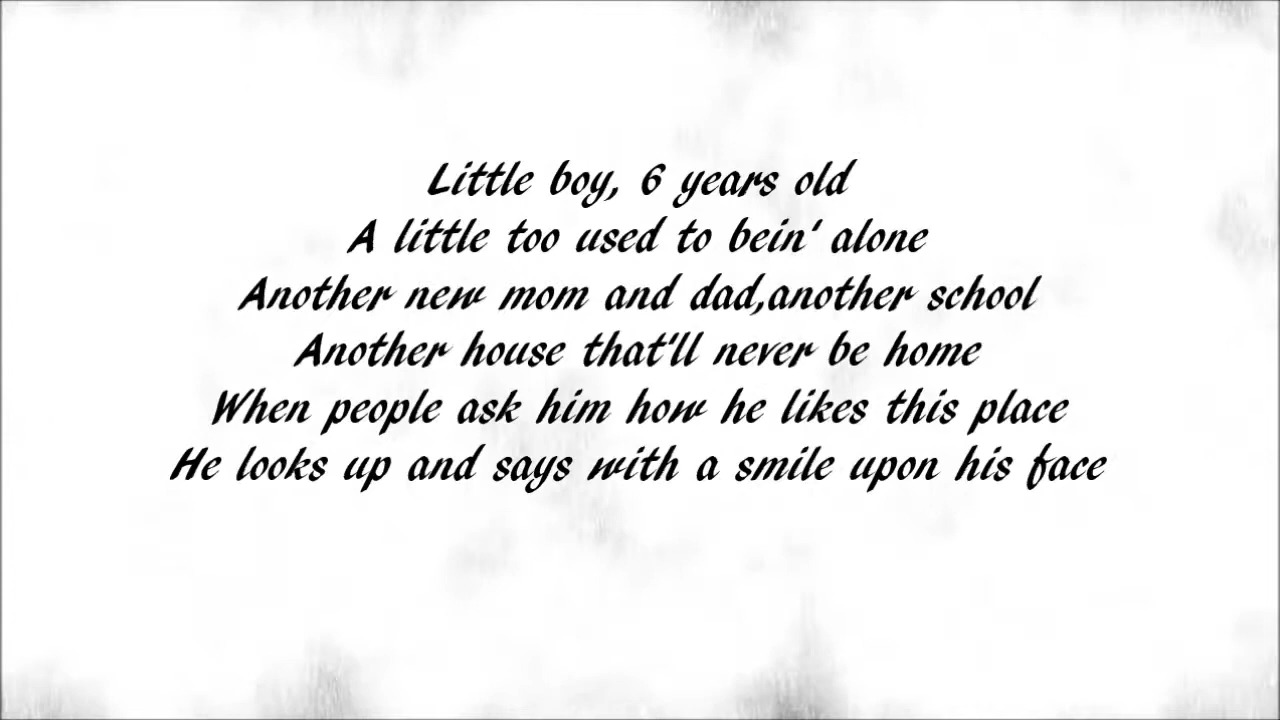 Little boy, 6 years old
A little too used to bein' alone
Another new mom and dad,another school
Another house that'll never be home
When people ask him how he likes this place
He looks up and says with a smile upon his face